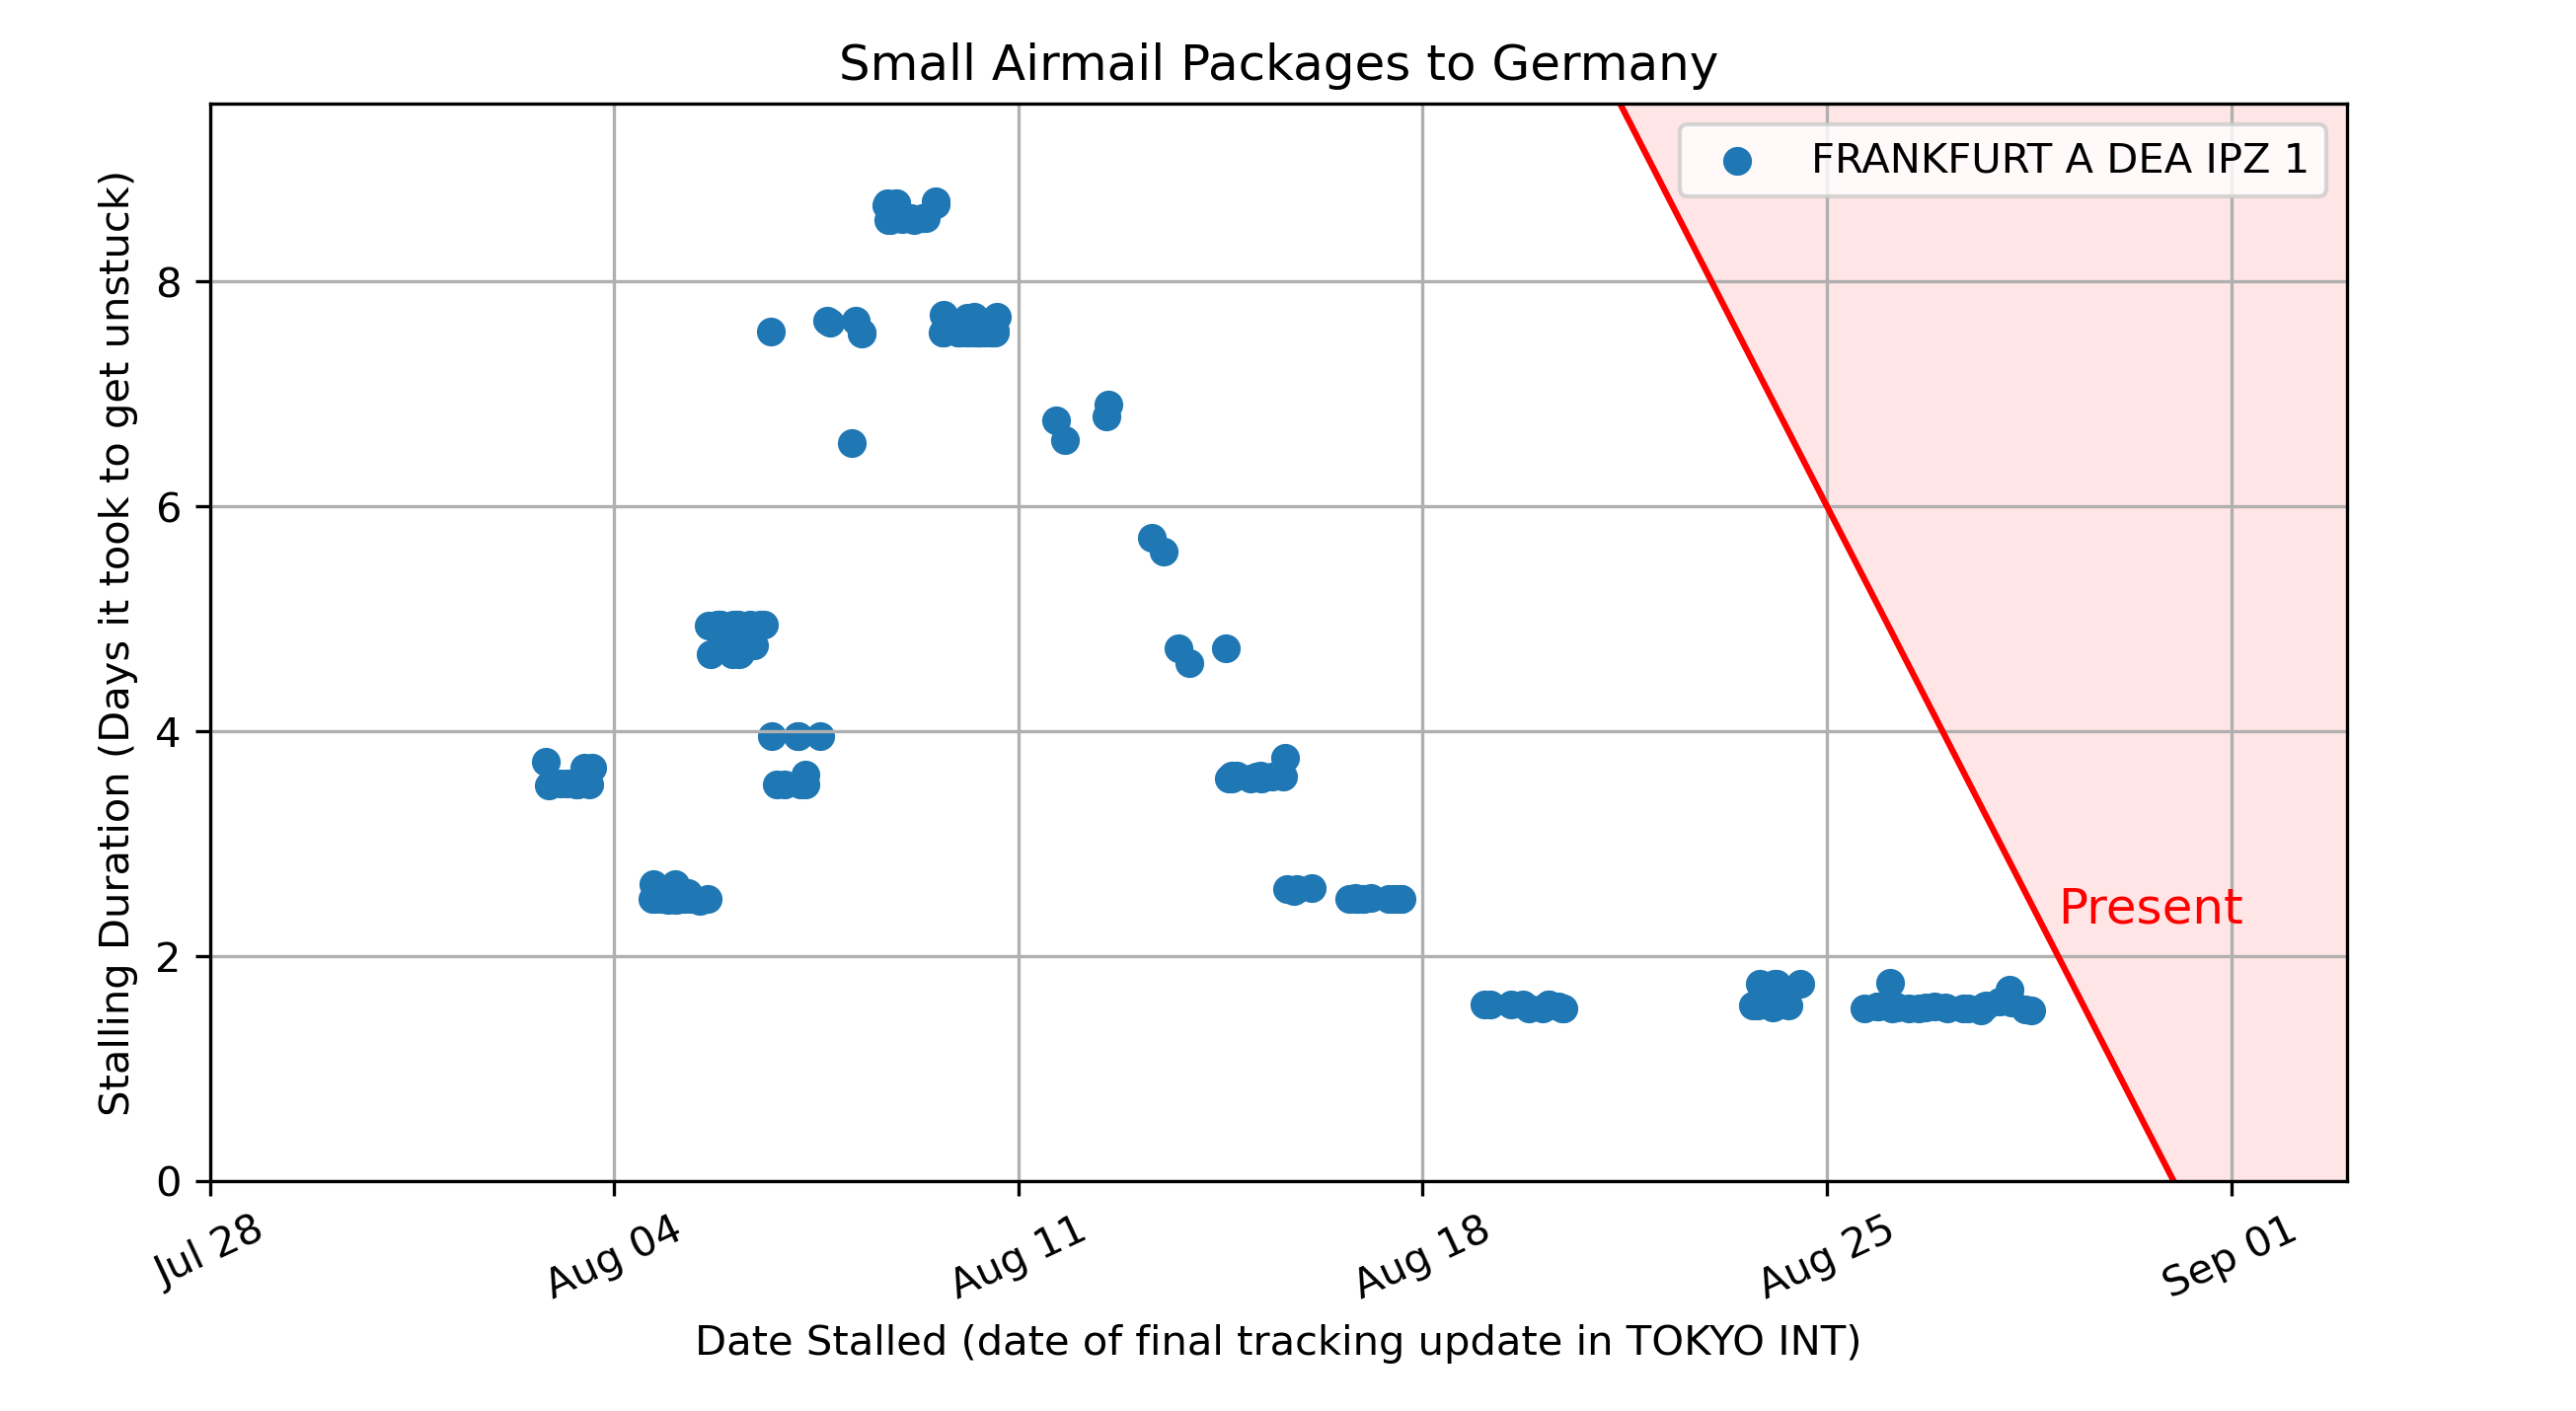 Small Airmail Packages to Germany
FRANKFURT A DEA IPZ 1
Stalling Duration (Days it took to get unstuck)
8
6
4
2
0
Present
Jul 28
Aug 04
Aug 11
Aug 18
Aug 25
Sep 01
Date Stalled (date of final tracking update in TOKYO INT)